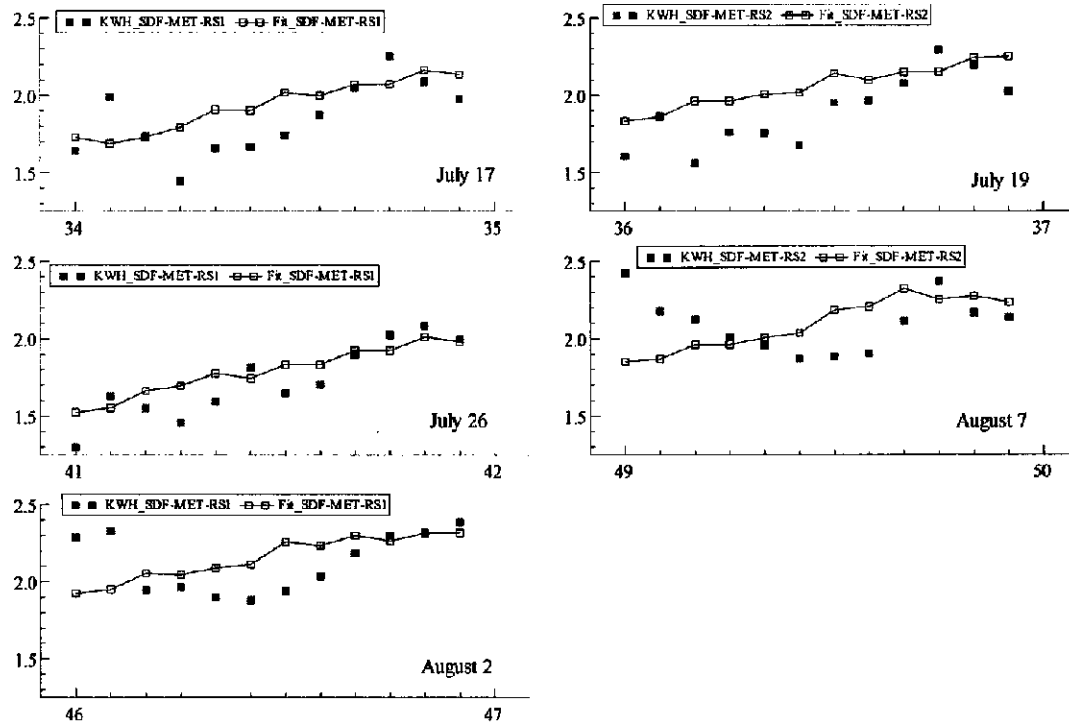 KWH_SDF-MET-RS1 Fit_SDF-MET-RS1
2.5
2.0
1.5
July 17
34 35
KWH_SDF-MET-RS2 Fit_SDF-MET-RS2
2.5
2.0
1.5
July 19
36 37
KWH_SDF-MET-RS1 Fit_SDF-MET-RS1
2.5
2.0
1.5
July 26
41 42
KWH_SDF-MET-RS2 Fit_SDF-MET-RS2
2.5
2.0
1.5
August 7
49 50
KWH_SDF-MET-RS1 Fit_SDF-MET-RS1
2.5
2.0
1.5
August 2
46 47